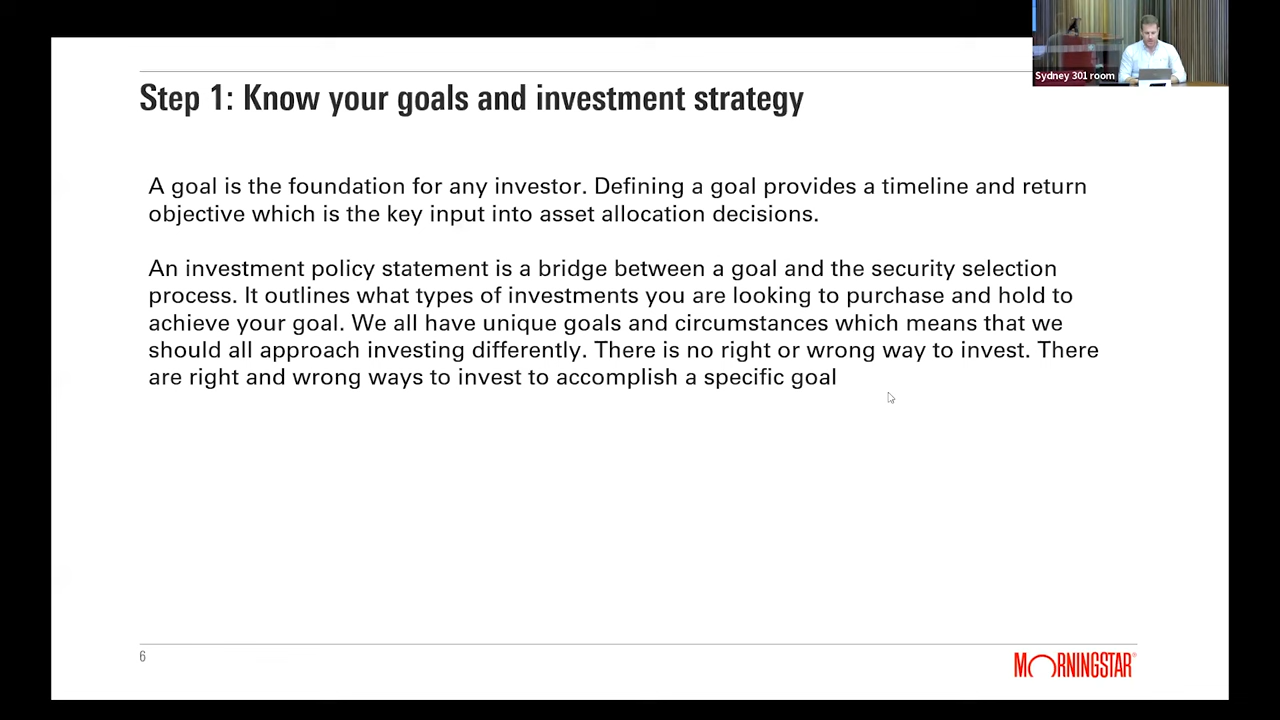 Sydney 301 room
Step 1: Know your goals and investment strategy
A goal is the foundation for any investor. Defining a goal provides a timeline and return
objective which is the key input into asset allocation decisions.
An investment policy statement is a bridge between a goal and the security selection
process. It outlines what types of investments you are looking to purchase and hold to
achieve your goal. We all have unique goals and circumstances which means that we
should all approach investing differently. There is no right or wrong way to invest. There
are right and wrong ways to invest to accomplish a specific goal
6
MORNINGSTAR®